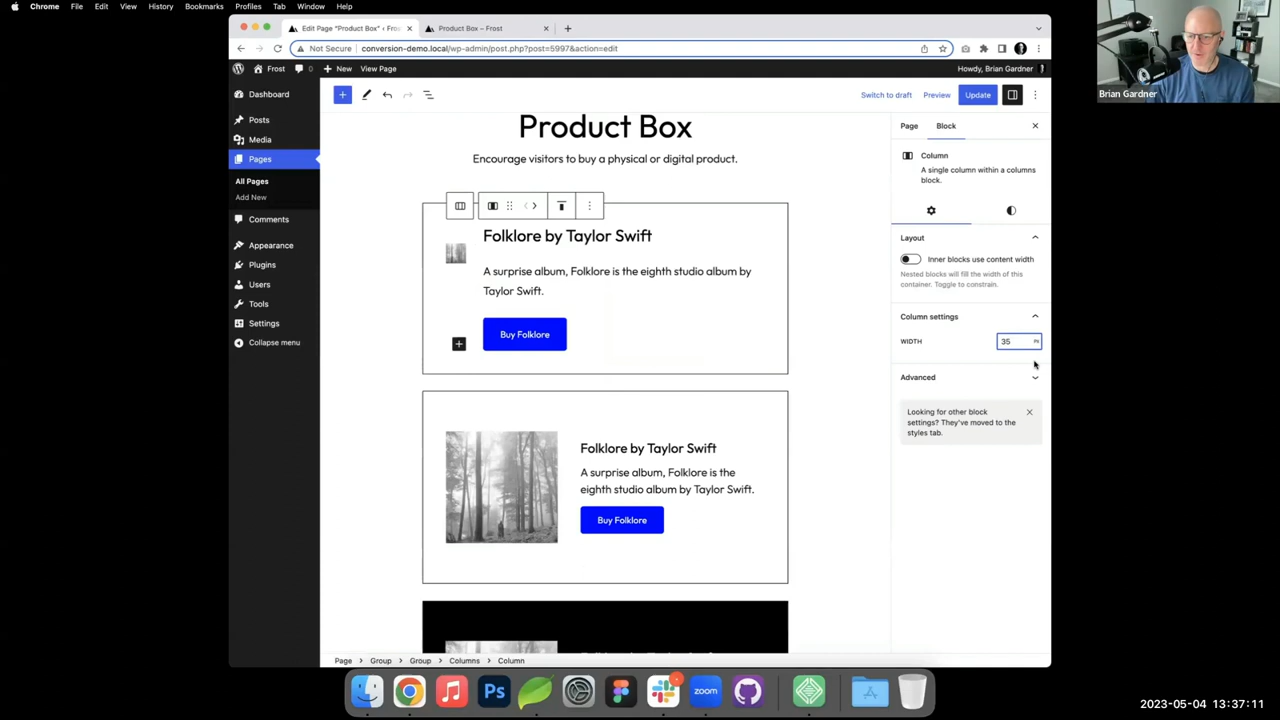 Chrome File Edit View History Bookmarks Profiles Tab Window Help
Edit Page "Product Box" ‹ Fros
Product Box – Frost
Not Secure conversion-demo.local/wp-admin/post.php?post=5997&action=edit
Frost 0 New View Page Howdy, Brian Gardner
Brian Gardner
Dashboard
Posts
Media
Pages
All Pages
Add New
Comments
Appearance
Plugins
Users
Tools
Settings
Collapse menu
Switch to draft Preview Update
Product Box
Encourage visitors to buy a physical or digital product.
Folklore by Taylor Swift
A surprise album, Folklore is the eighth studio album by
Taylor Swift.
Buy Folklore
Folklore by Taylor Swift
A surprise album, Folklore is the
eighth studio album by Taylor Swift.
Buy Folklore
Page Block
Column
A single column within a columns
block.
Layout
Inner blocks use content width
Nested blocks will fill the width of this
container. Toggle to constrain.
Column settings
WIDTH 35 PX
Advanced
Looking for other block
settings? They've moved to the
styles tab.
Page Group Group Columns Column
Ps
zoom
2023-05-04 13:37:11